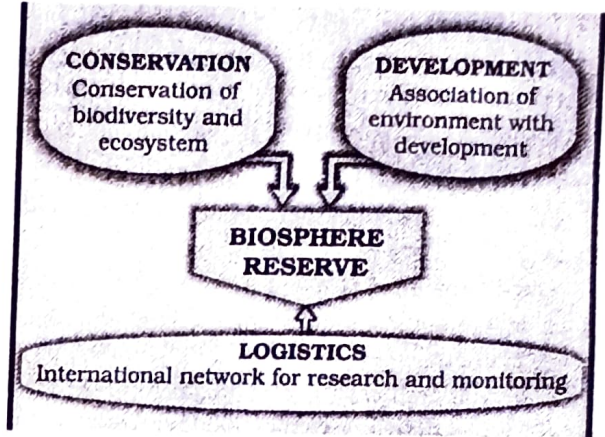 CONSERVATION
Conservation of
biodiversity and
ecosystem
DEVELOPMENT
Association of
environment with
development
BIOSPHERE
RESERVE
LOGISTICS
International network for research and monitoring